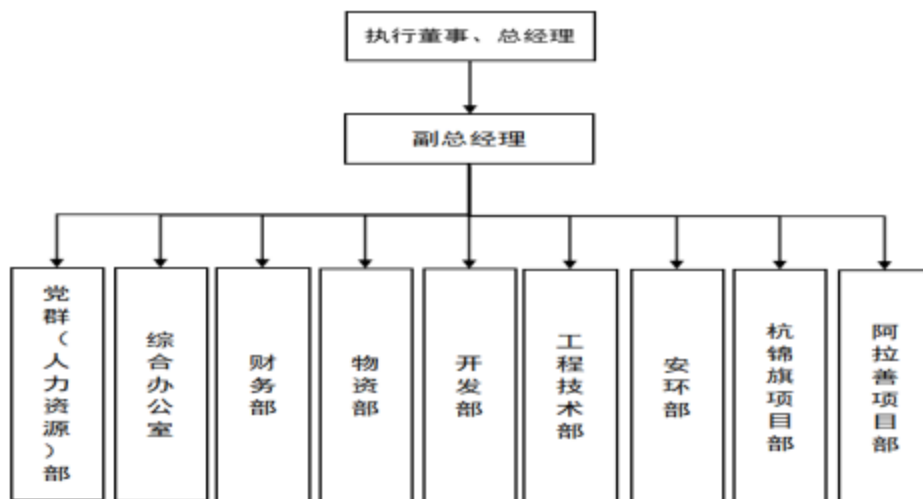 执行董事、总经理
副总经理
党群（人力资源）部
综合办公室
财务部
物资部
开发部
工程技术部
安环部
杭锦旗项目部
阿拉善项目部